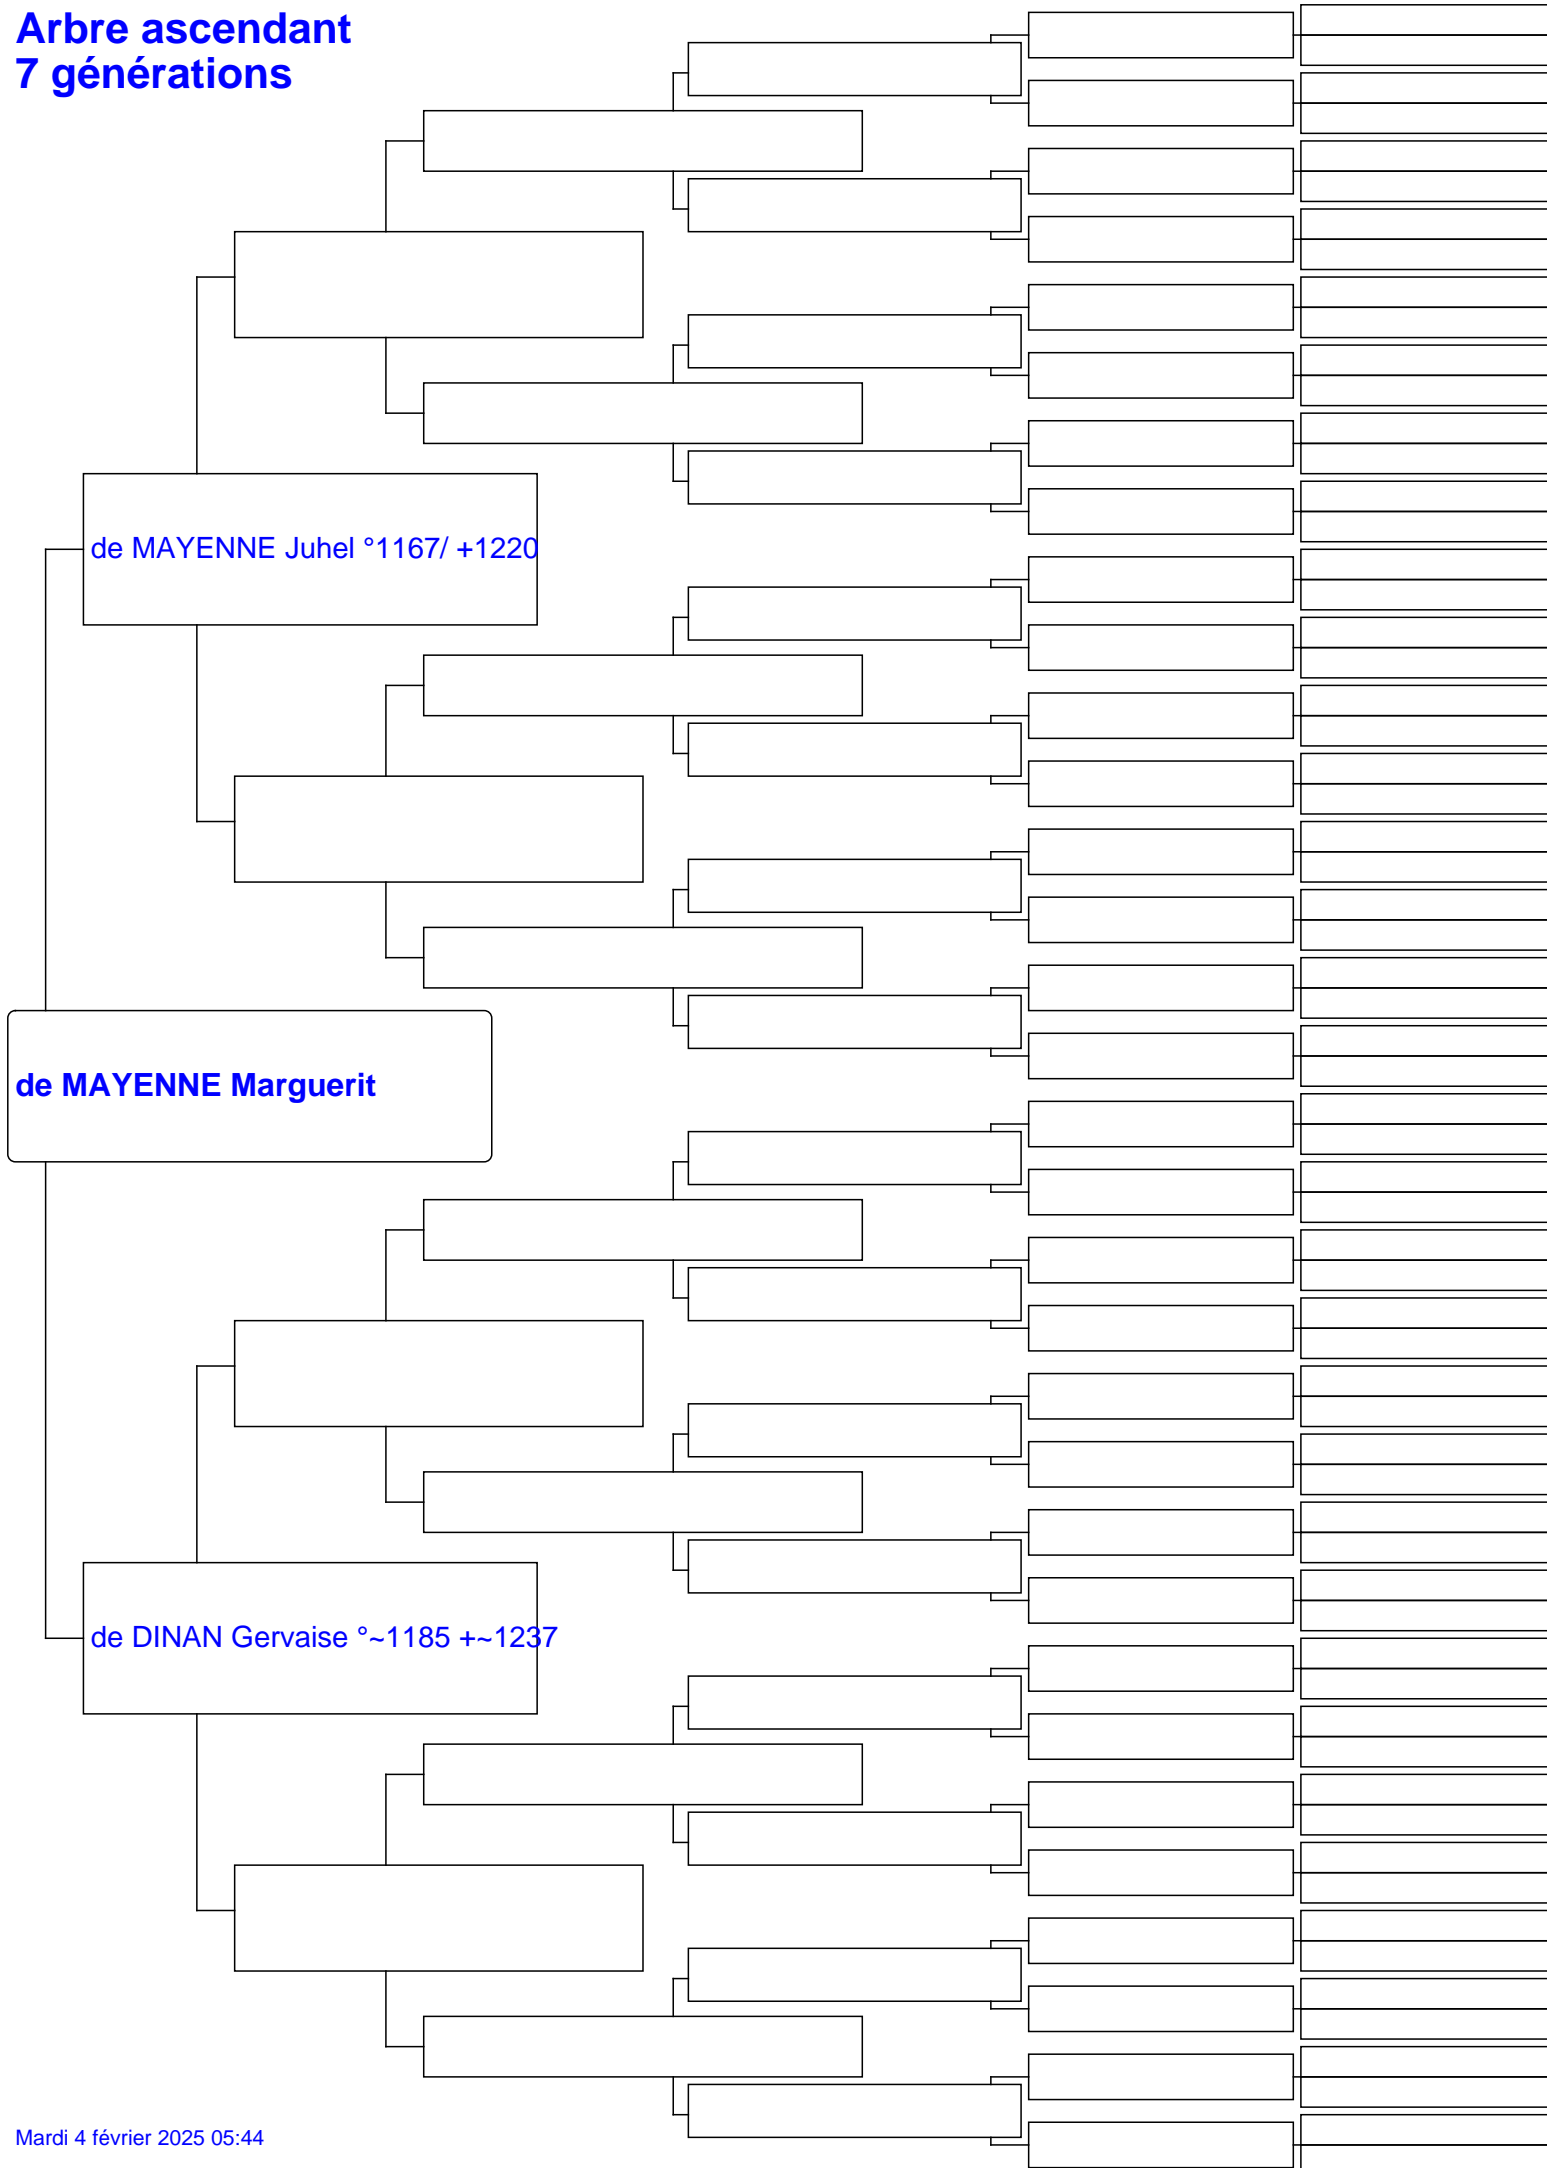 Arbre ascendant
7 générations
de MAYENNE Juhel °1167/ +1220
de MAYENNE Marguerit
de DINAN Gervaise °~1185 +~1237
Mardi 4 février 2025 05:44